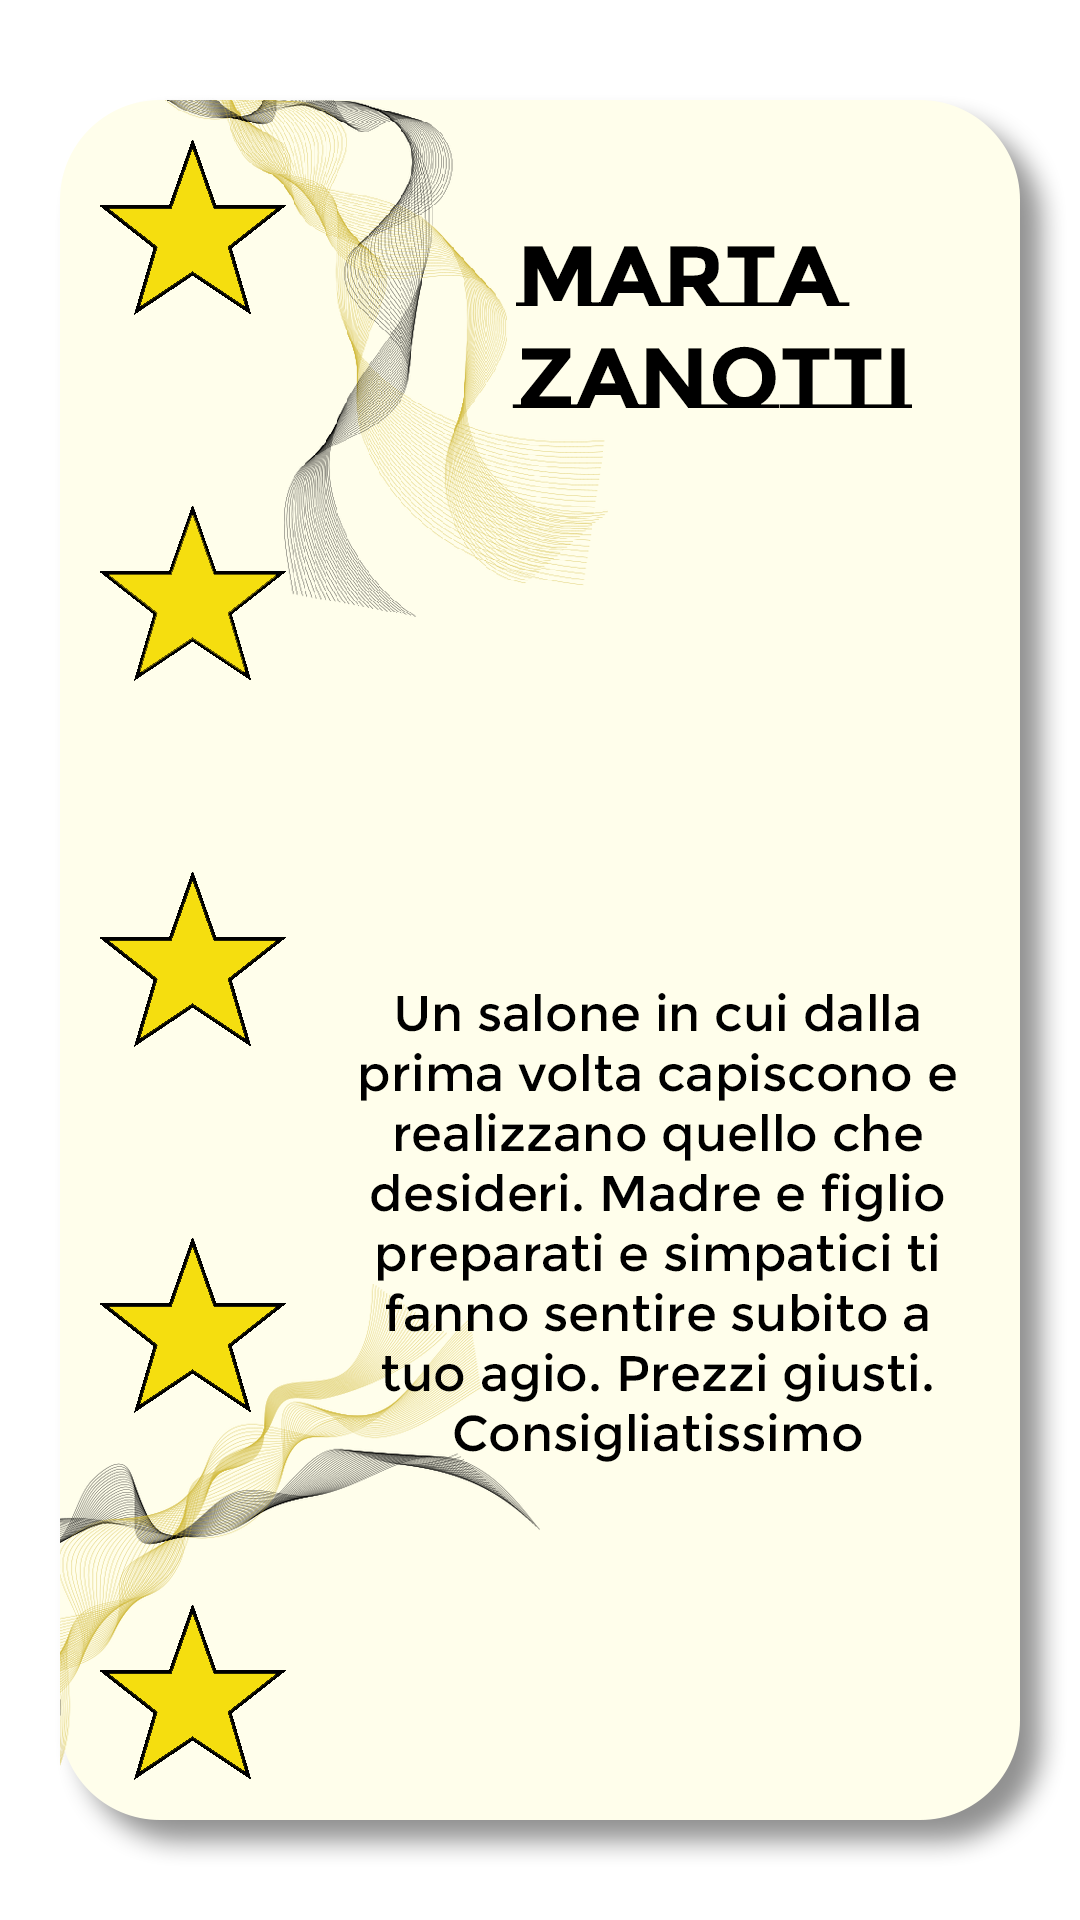 MARTA
ZANOTTI
Un salone in cui dalla
prima volta capiscono e
realizzano quello che
desideri. Madre e figlio
preparati e simpatici ti
fanno sentire subito a
tuo agio. Prezzi giusti.
Consigliatissimo